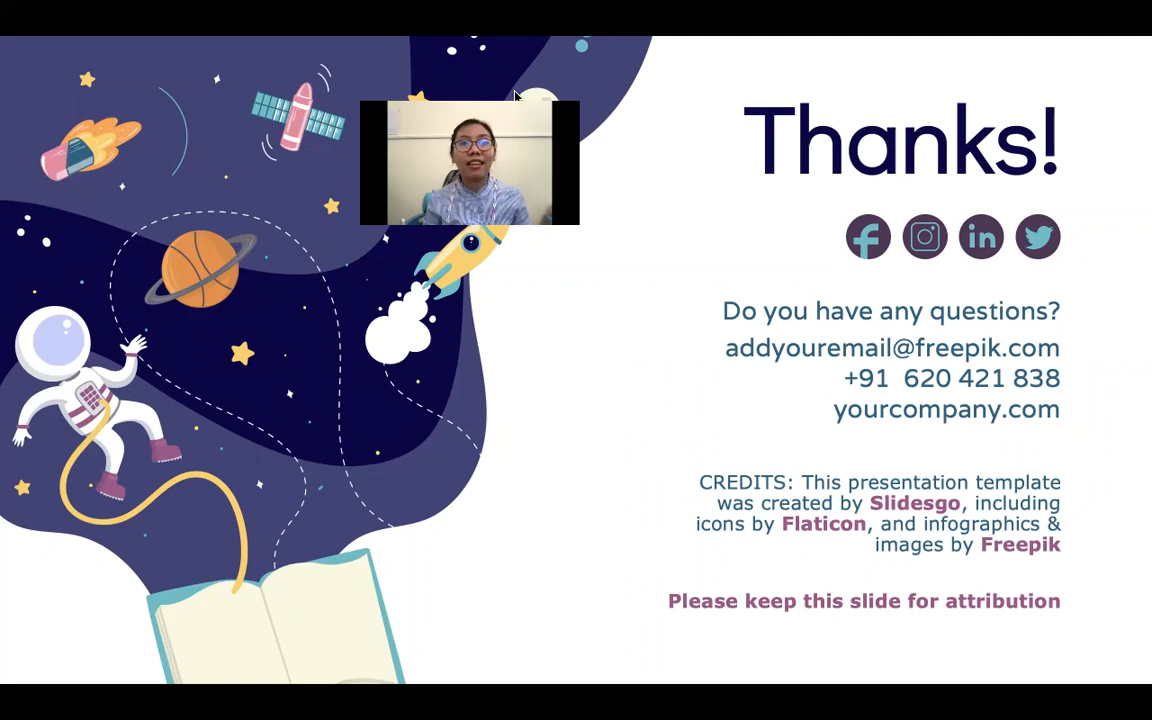 Thanks!
Do you have any questions?
addyouremail@freepik.com
+91 620 421 838
yourcompany.com
CREDITS: This presentation template
was created by Slidesgo, including
icons by Flaticon, and infographics &
images by Freepik
Please keep this slide for attribution